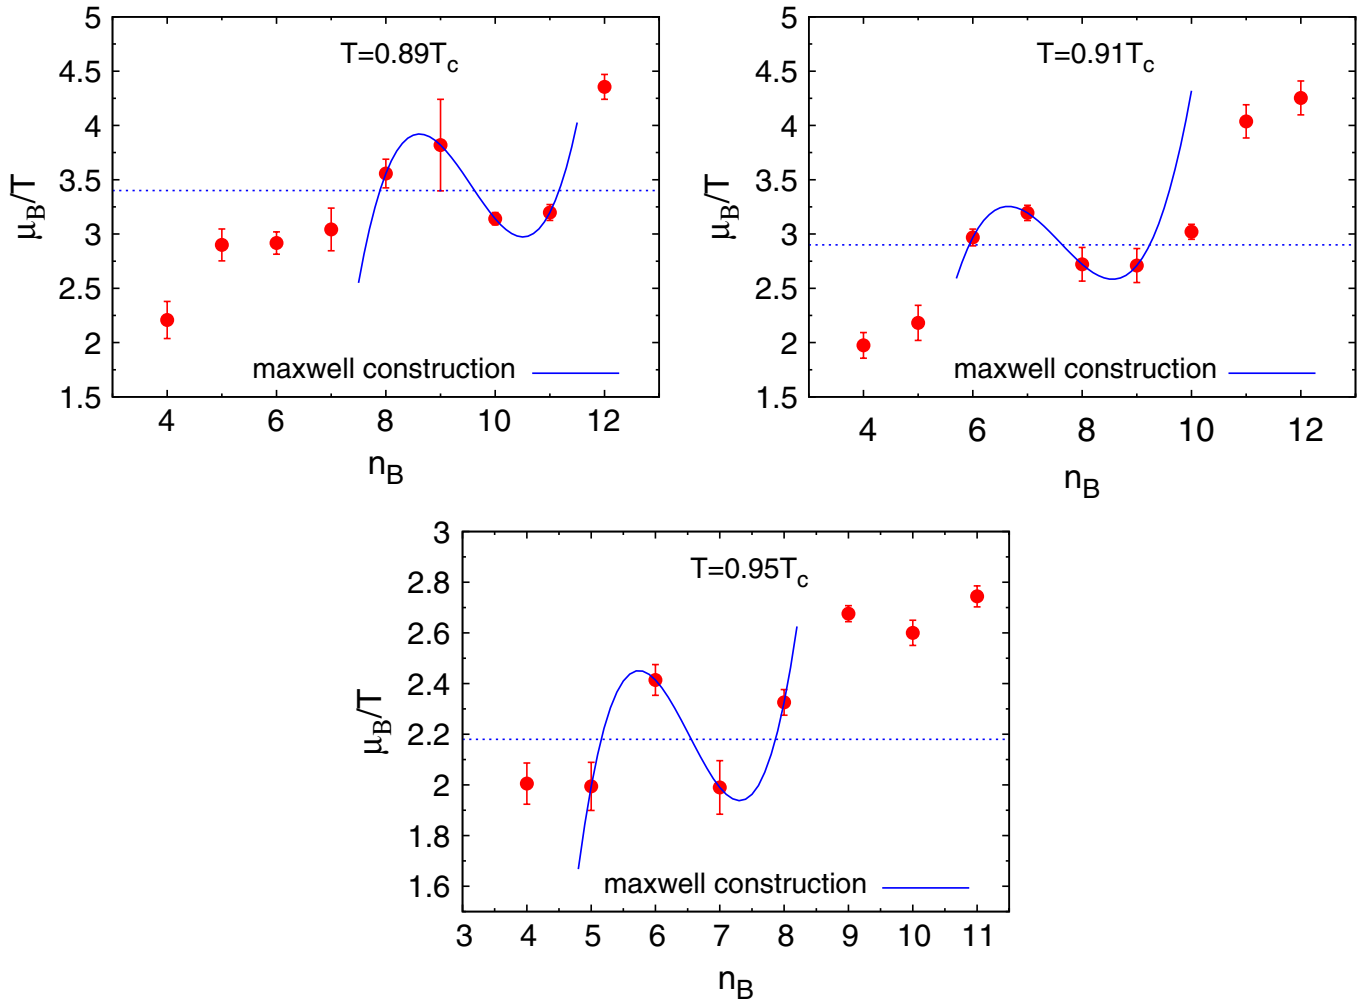 5
4.5
4
3.5
3
2.5
2
1.5
μ_B/T
T=0.89T_c
maxwell construction
4 6 8 10 12
n_B
5
4.5
4
3.5
3
2.5
2
1.5
μ_B/T
T=0.91T_c
maxwell construction
4 6 8 10 12
n_B
3
2.8
2.6
2.4
2.2
2
1.8
1.6
μ_B/T
T=0.95T_c
maxwell construction
3 4 5 6 7 8 9 10 11
n_B